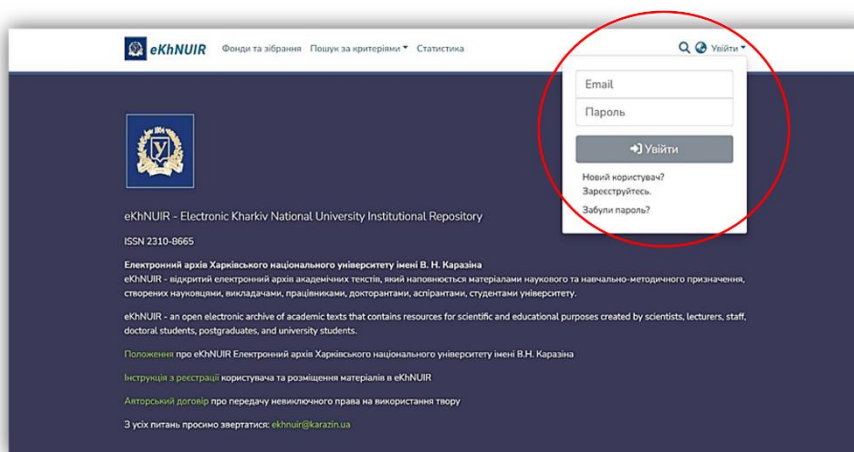 eKhNUIR Фонди та зібрання Пошук за критеріями Статистика Увійти
Email
Пароль
Увійти
Новий користувач?
Зареєструйтесь.
Забули пароль?
У
eKhNUIR - Electronic Kharkiv National University Institutional Repository
ISSN 2310-8665
Електронний архів Харківського національного університету імені В. Н. Каразіна
eKhNUIR - відкритий електронний архів академічних текстів, який наповнюється матеріалами наукового та навчально-методичного призначення,
створених науковцями, викладачами, працівниками, докторантами, аспірантами, студентами університету.
eKhNUIR - an open electronic archive of academic texts that contains resources for scientific and educational purposes created by scientists, lecturers, staff,
doctoral students, postgraduates, and university students.
Положення про eKhNUIR Електронний архів Харківського національного університету імені В.Н. Каразіна
Інструкція з реєстрації користувача та розміщення матеріалів в eKhNUIR
Авторський договір про передачу невиключного права на використання твору
З усіх питань просимо звертатися: ekhnuir@karazin.ua